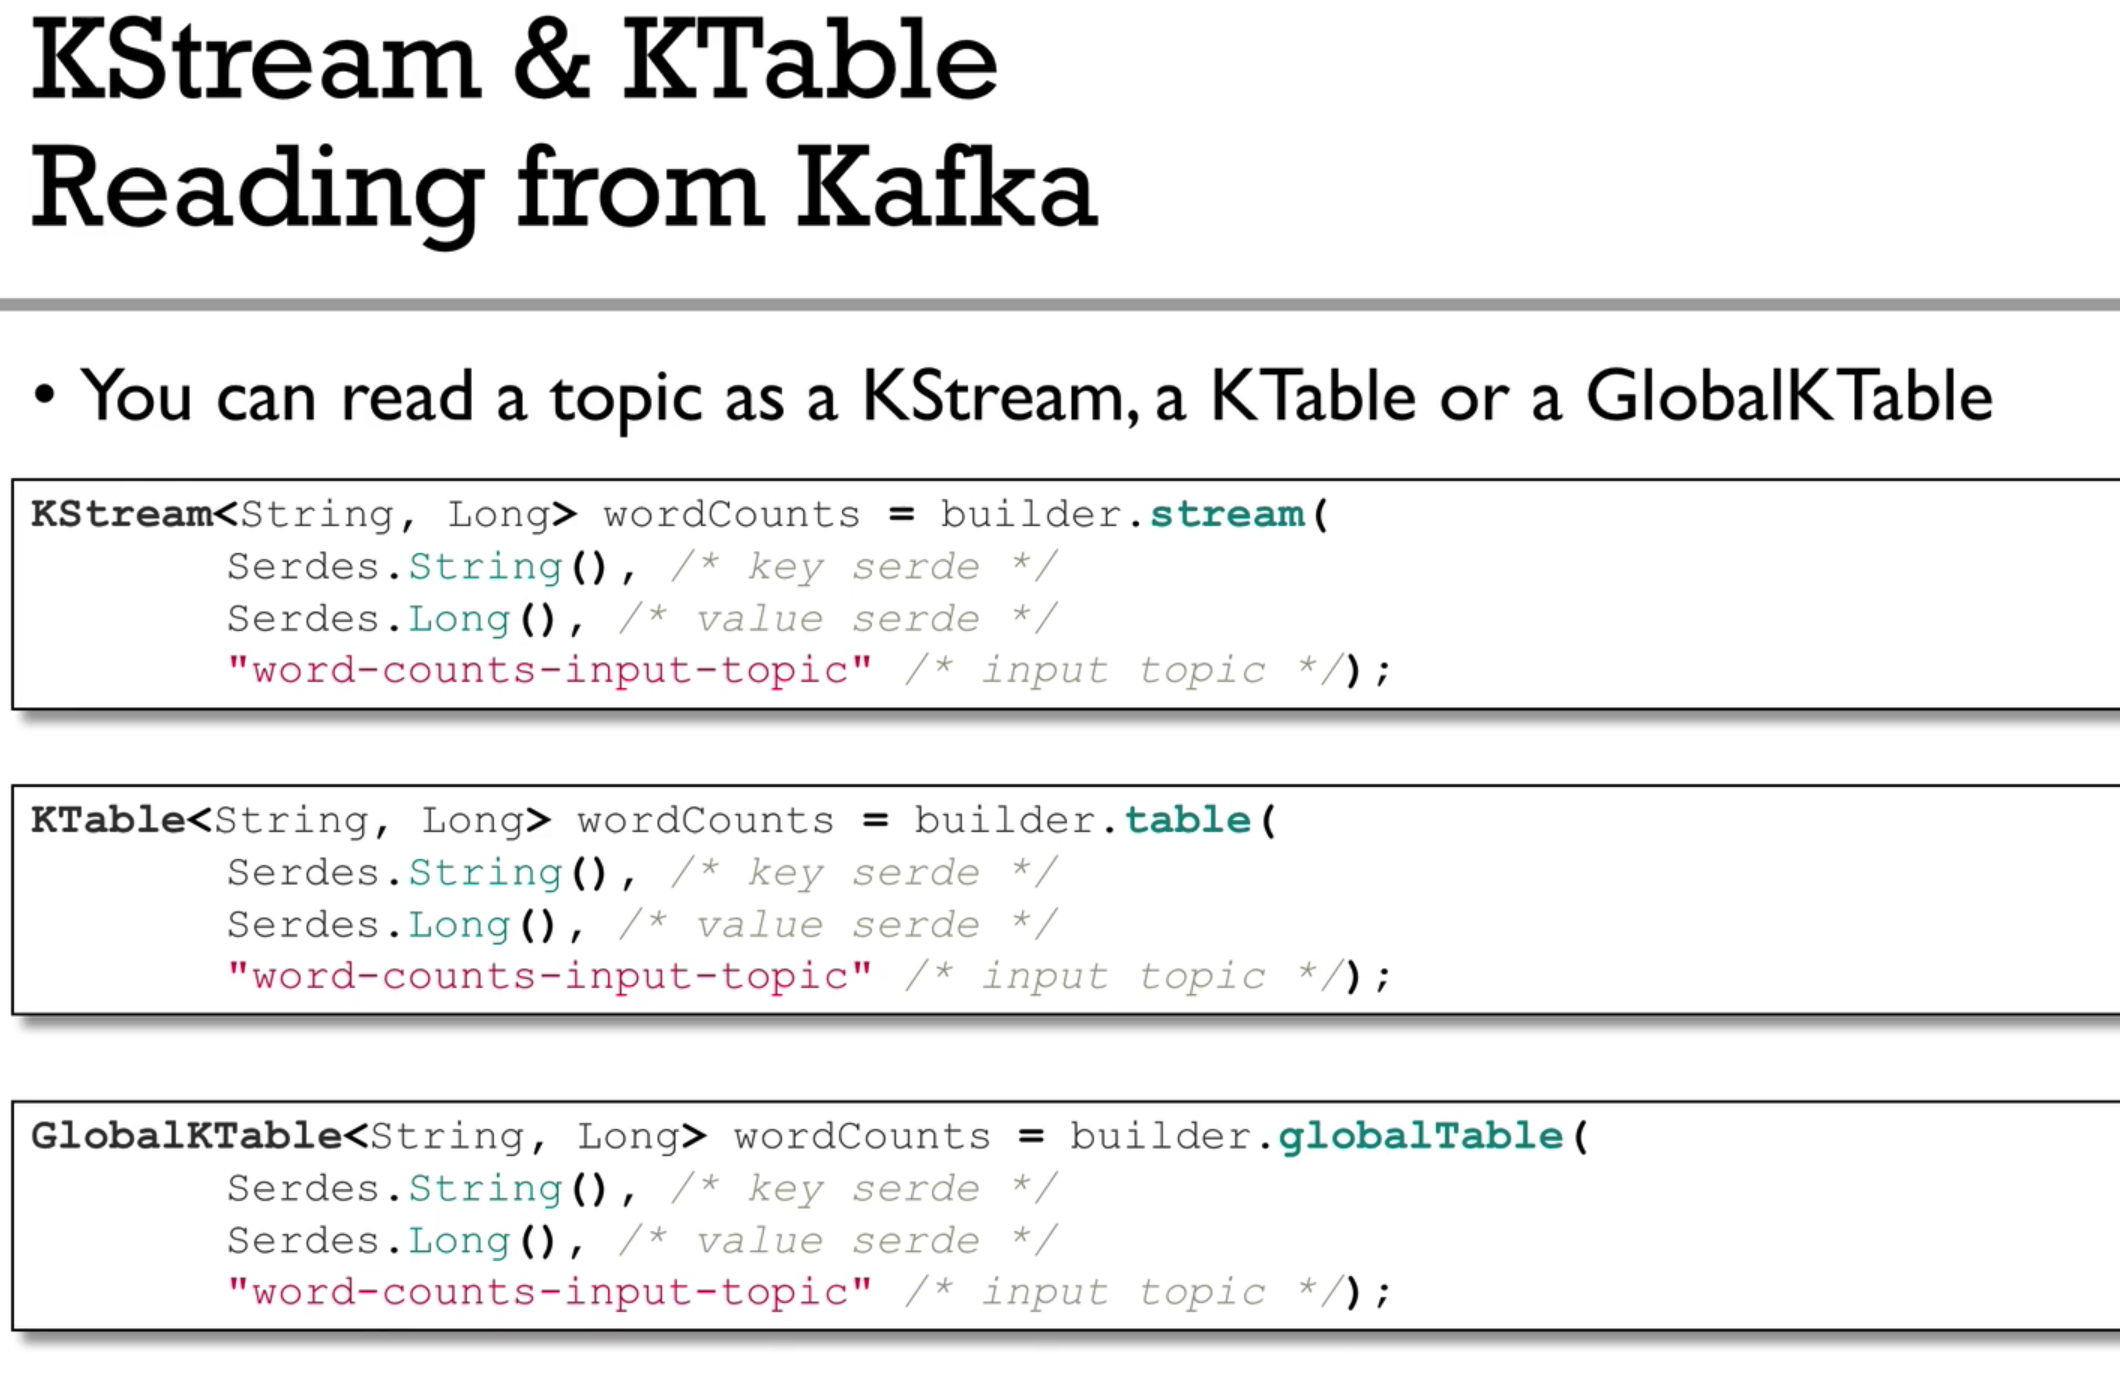 KStream & KTable
Reading from Kafka
• You can read a topic as a KStream, a KTable or a GlobalKTable
KStream<String, Long> wordCounts = builder.stream(
        Serdes.String(), /* key serde */
        Serdes.Long(), /* value serde */
        "word-counts-input-topic" /* input topic */);
KTable<String, Long> wordCounts = builder.table(
        Serdes.String(), /* key serde */
        Serdes.Long(), /* value serde */
        "word-counts-input-topic" /* input topic */);
GlobalKTable<String, Long> wordCounts = builder.globalTable(
        Serdes.String(), /* key serde */
        Serdes.Long(), /* value serde */
        "word-counts-input-topic" /* input topic */);